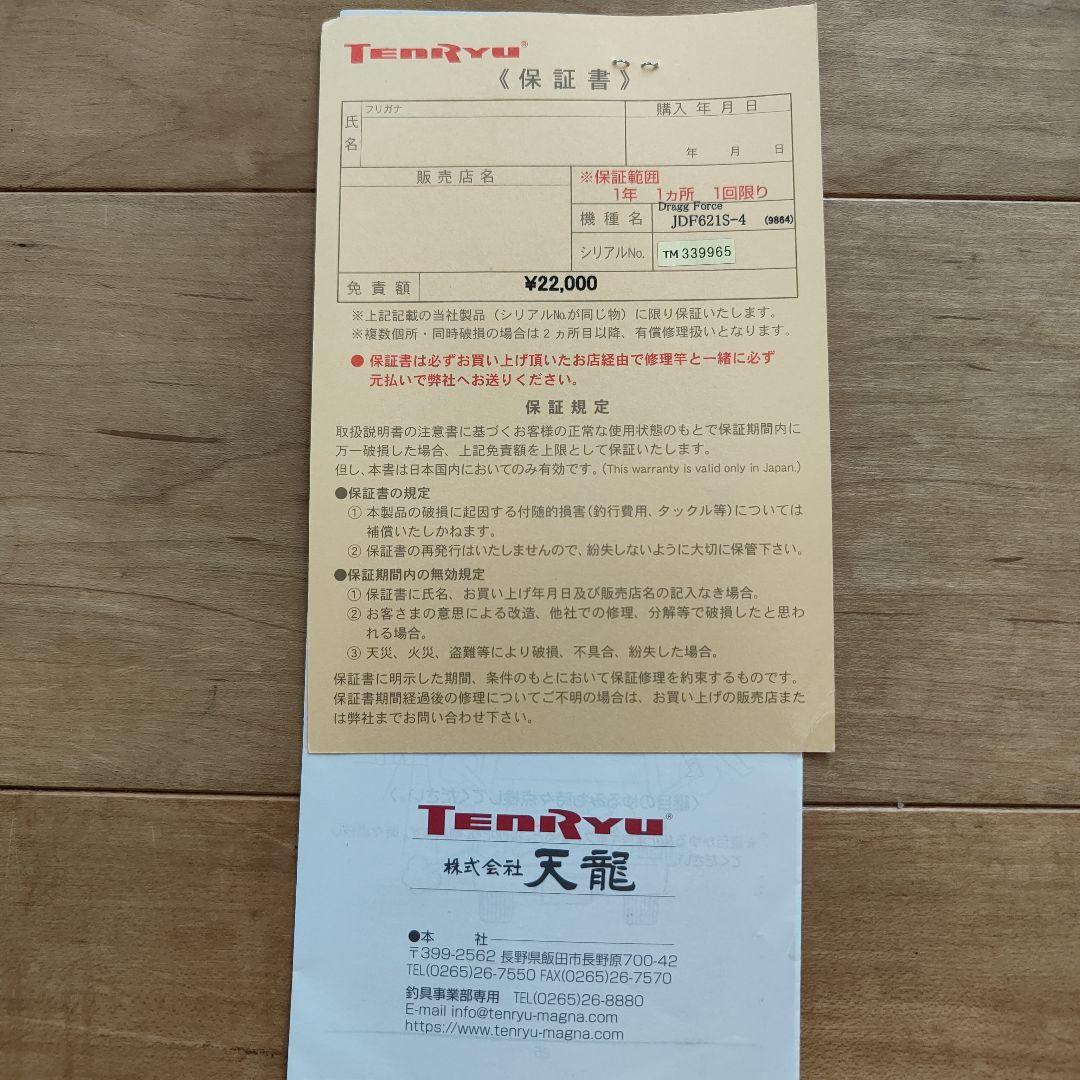 TENRYU®
《保証書》
フリガナ
氏名
購入年月日
年 月 日
販売店名
※保証範囲
1年 1ヵ所 1回限り
機種名
Dragg Force
JDF621S-4 (9864)
シリアルNo.
TM 339965
免責額
¥22,000
※上記記載の当社製品（シリアル№が同じ物）に限り保証いたします。
※複数個所・同時破損の場合は2ヵ所目以降、有償修理扱いとなります。
●保証書は必ずお買い上げ頂いたお店経由で修理竿と一緒に必ず
元払いで弊社へお送りください。
保証規定
取扱説明書の注意書に基づくお客様の正常な使用状態のもとで保証期間内に
万一破損した場合、上記免責額を上限として保証いたします。
但し、本書は日本国内においてのみ有効です。(This warranty is valid only in Japan.)
●保証書の規定
① 本製品の破損に起因する付随的損害(釣行費用、タックル等)については
補償いたしかねます。
② 保証書の再発行はいたしませんので、紛失しないように大切に保管下さい。
●保証期間内の無効規定
① 保証書に氏名、お買い上げ年月日及び販売店名の記入なき場合。
② お客さまの意思による改造、他社での修理、分解等で破損したと思わ
れる場合。
③ 天災、火災、盗難等により破損、不具合、紛失した場合。
保証書に明示した期間、条件のもとにおいて保証修理を約束するものです。
保証書期間経過後の修理についてご不明の場合は、お買い上げの販売店また
は弊社までお問い合わせ下さい。
TENRYU®
株式会社 天龍
●本 社
〒399-2562 長野県飯田市長野原700-42
TEL(0265)26-7550 FAX(0265)26-7570
釣具事業部専用 TEL(0265)26-8880
E-mail info@tenryu-magna.com
https://www.tenryu-magna.com